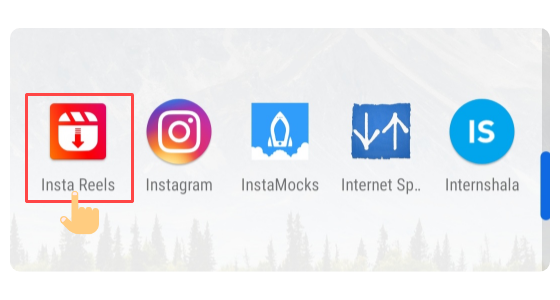 IS
Insta Reels
Instagram
InstaMocks
Internet Sp..
Internshala